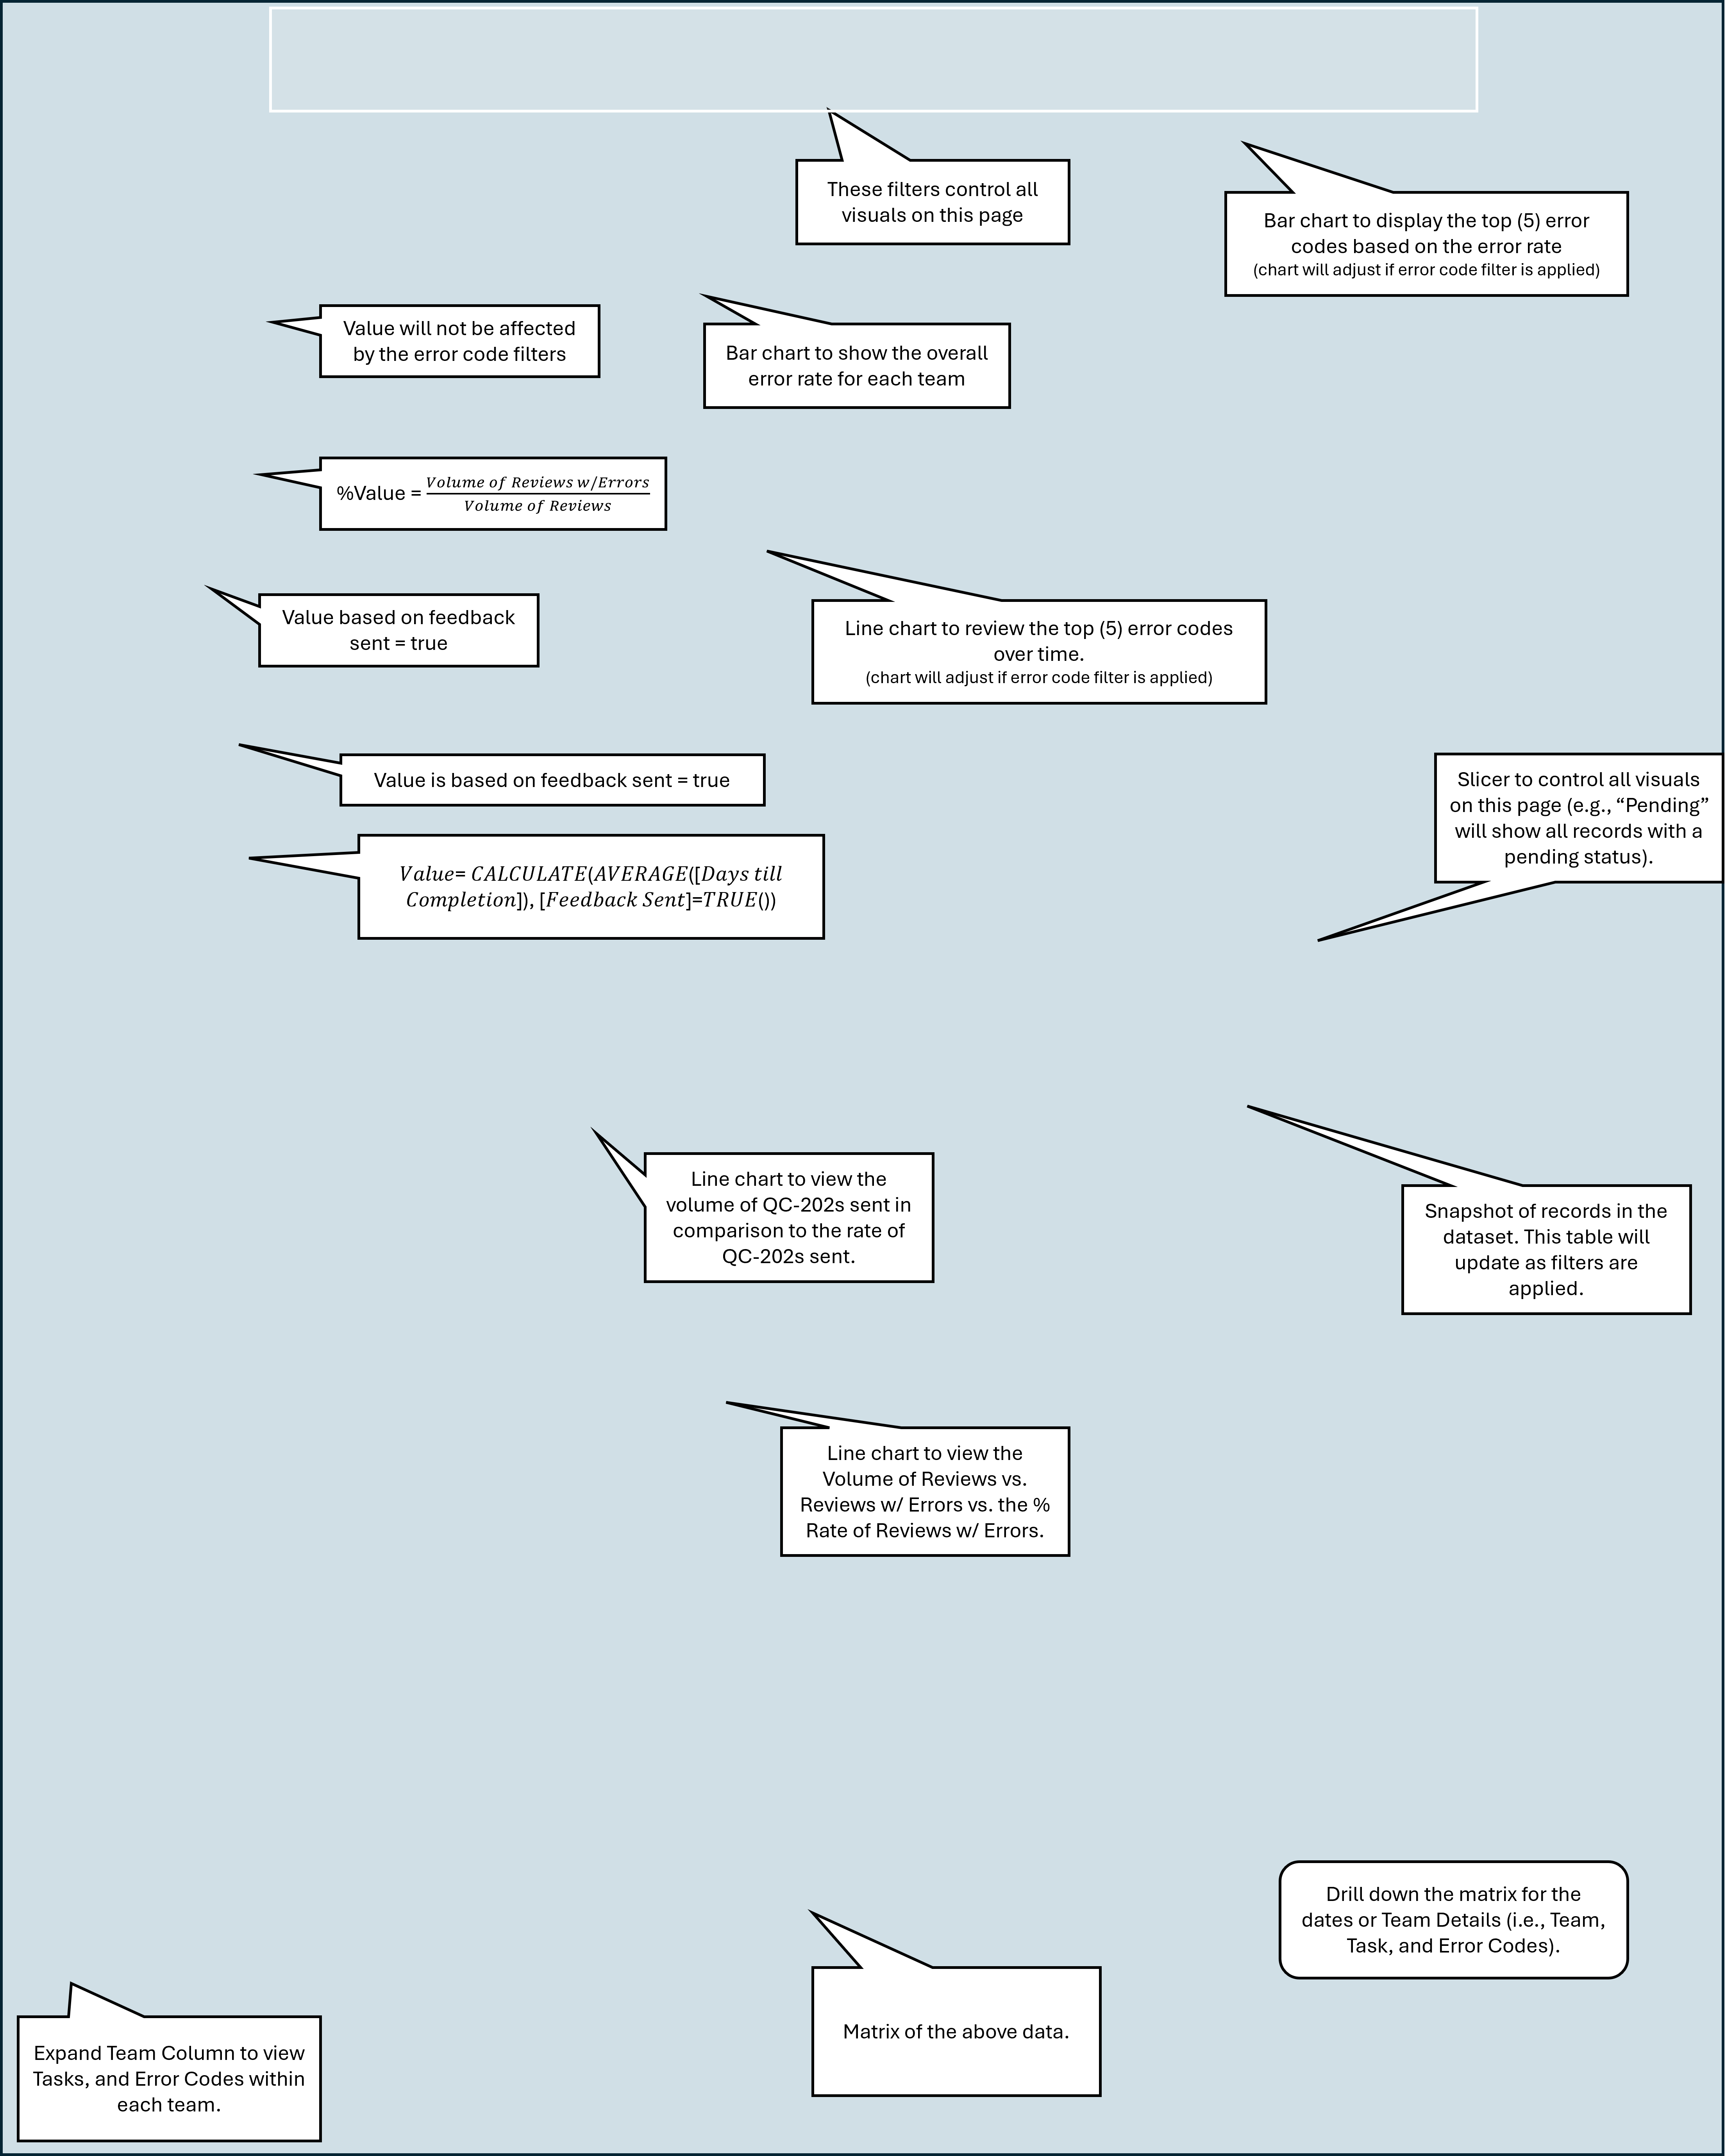 These filters control all
visuals on this page
Bar chart to display the top (5) error
codes based on the error rate
(chart will adjust if error code filter is applied)
Value will not be affected
by the error code filters
Bar chart to show the overall
error rate for each team
%Value = Volume of Reviews w/Errors
Volume of Reviews
Value based on feedback
sent = true
Line chart to review the top (5) error codes
over time.
(chart will adjust if error code filter is applied)
Value is based on feedback sent = true
Slicer to control all visuals
on this page (e.g., “Pending”
will show all records with a
pending status).
Value= CALCULATE(AVERAGE([Days till
Completion]), [Feedback Sent]=TRUE())
Line chart to view the
volume of QC-202s sent in
comparison to the rate of
QC-202s sent.
Snapshot of records in the
dataset. This table will
update as filters are
applied.
Line chart to view the
Volume of Reviews vs.
Reviews w/ Errors vs. the %
Rate of Reviews w/ Errors.
Drill down the matrix for the
dates or Team Details (i.e., Team,
Task, and Error Codes).
Matrix of the above data.
Expand Team Column to view
Tasks, and Error Codes within
each team.